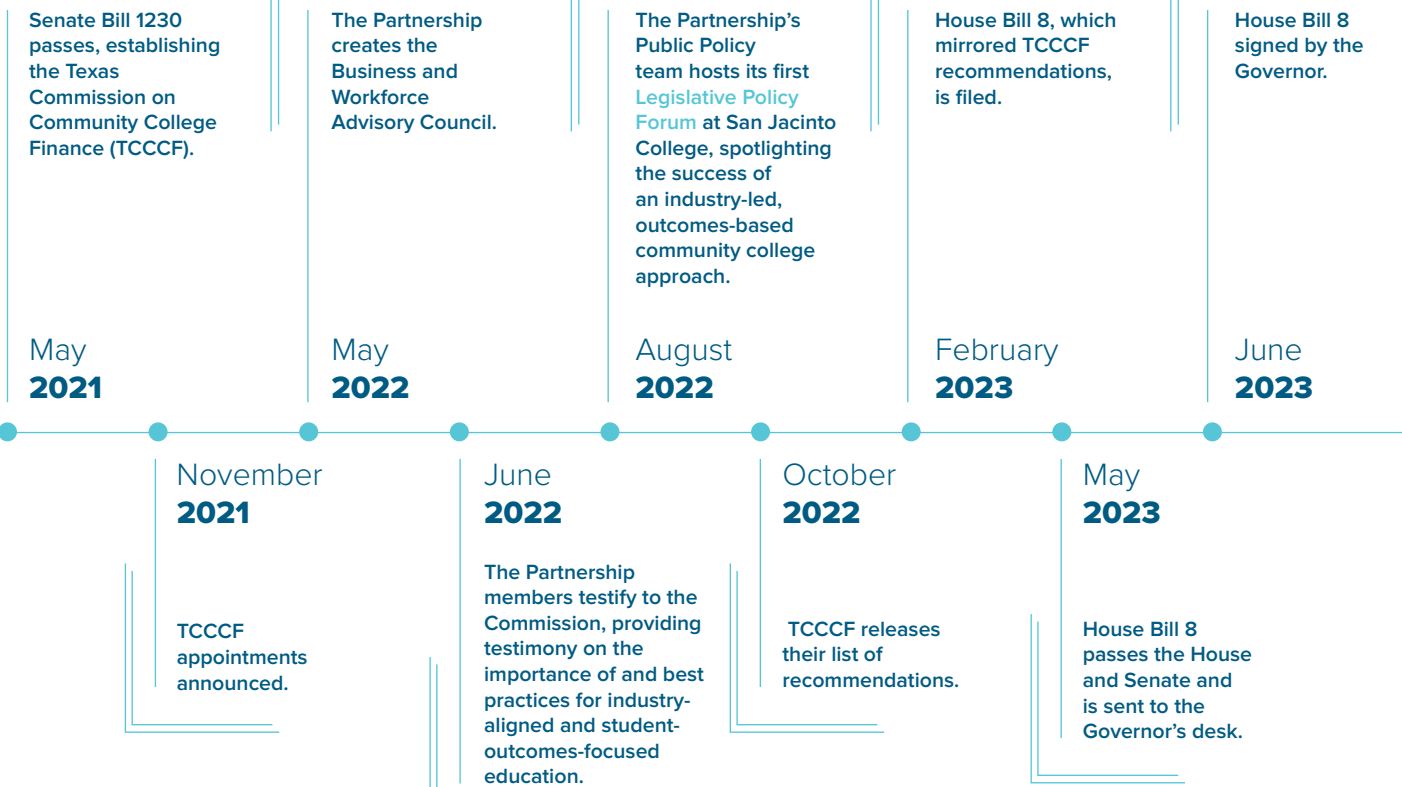 Senate Bill 1230
passes, establishing
the Texas
Commission on
Community College
Finance (TCCCF).
May
2021
November
2021
TCCCF
appointments
announced.
The Partnership
creates the
Business and
Workforce
Advisory Council.
May
2022
June
2022
The Partnership
members testify to the
Commission, providing
testimony on the
importance of and best
practices for industry-
aligned and student-
outcomes-focused
education.
The Partnership’s
Public Policy
team hosts its first
Legislative Policy
Forum at San Jacinto
College, spotlighting
the success of
an industry-led,
outcomes-based
community college
approach.
August
2022
October
2022
TCCCF releases
their list of
recommendations.
House Bill 8, which
mirrored TCCCF
recommendations,
is filed.
February
2023
May
2023
House Bill 8
passes the House
and Senate and
is sent to the
Governor’s desk.
House Bill 8
signed by the
Governor.
June
2023